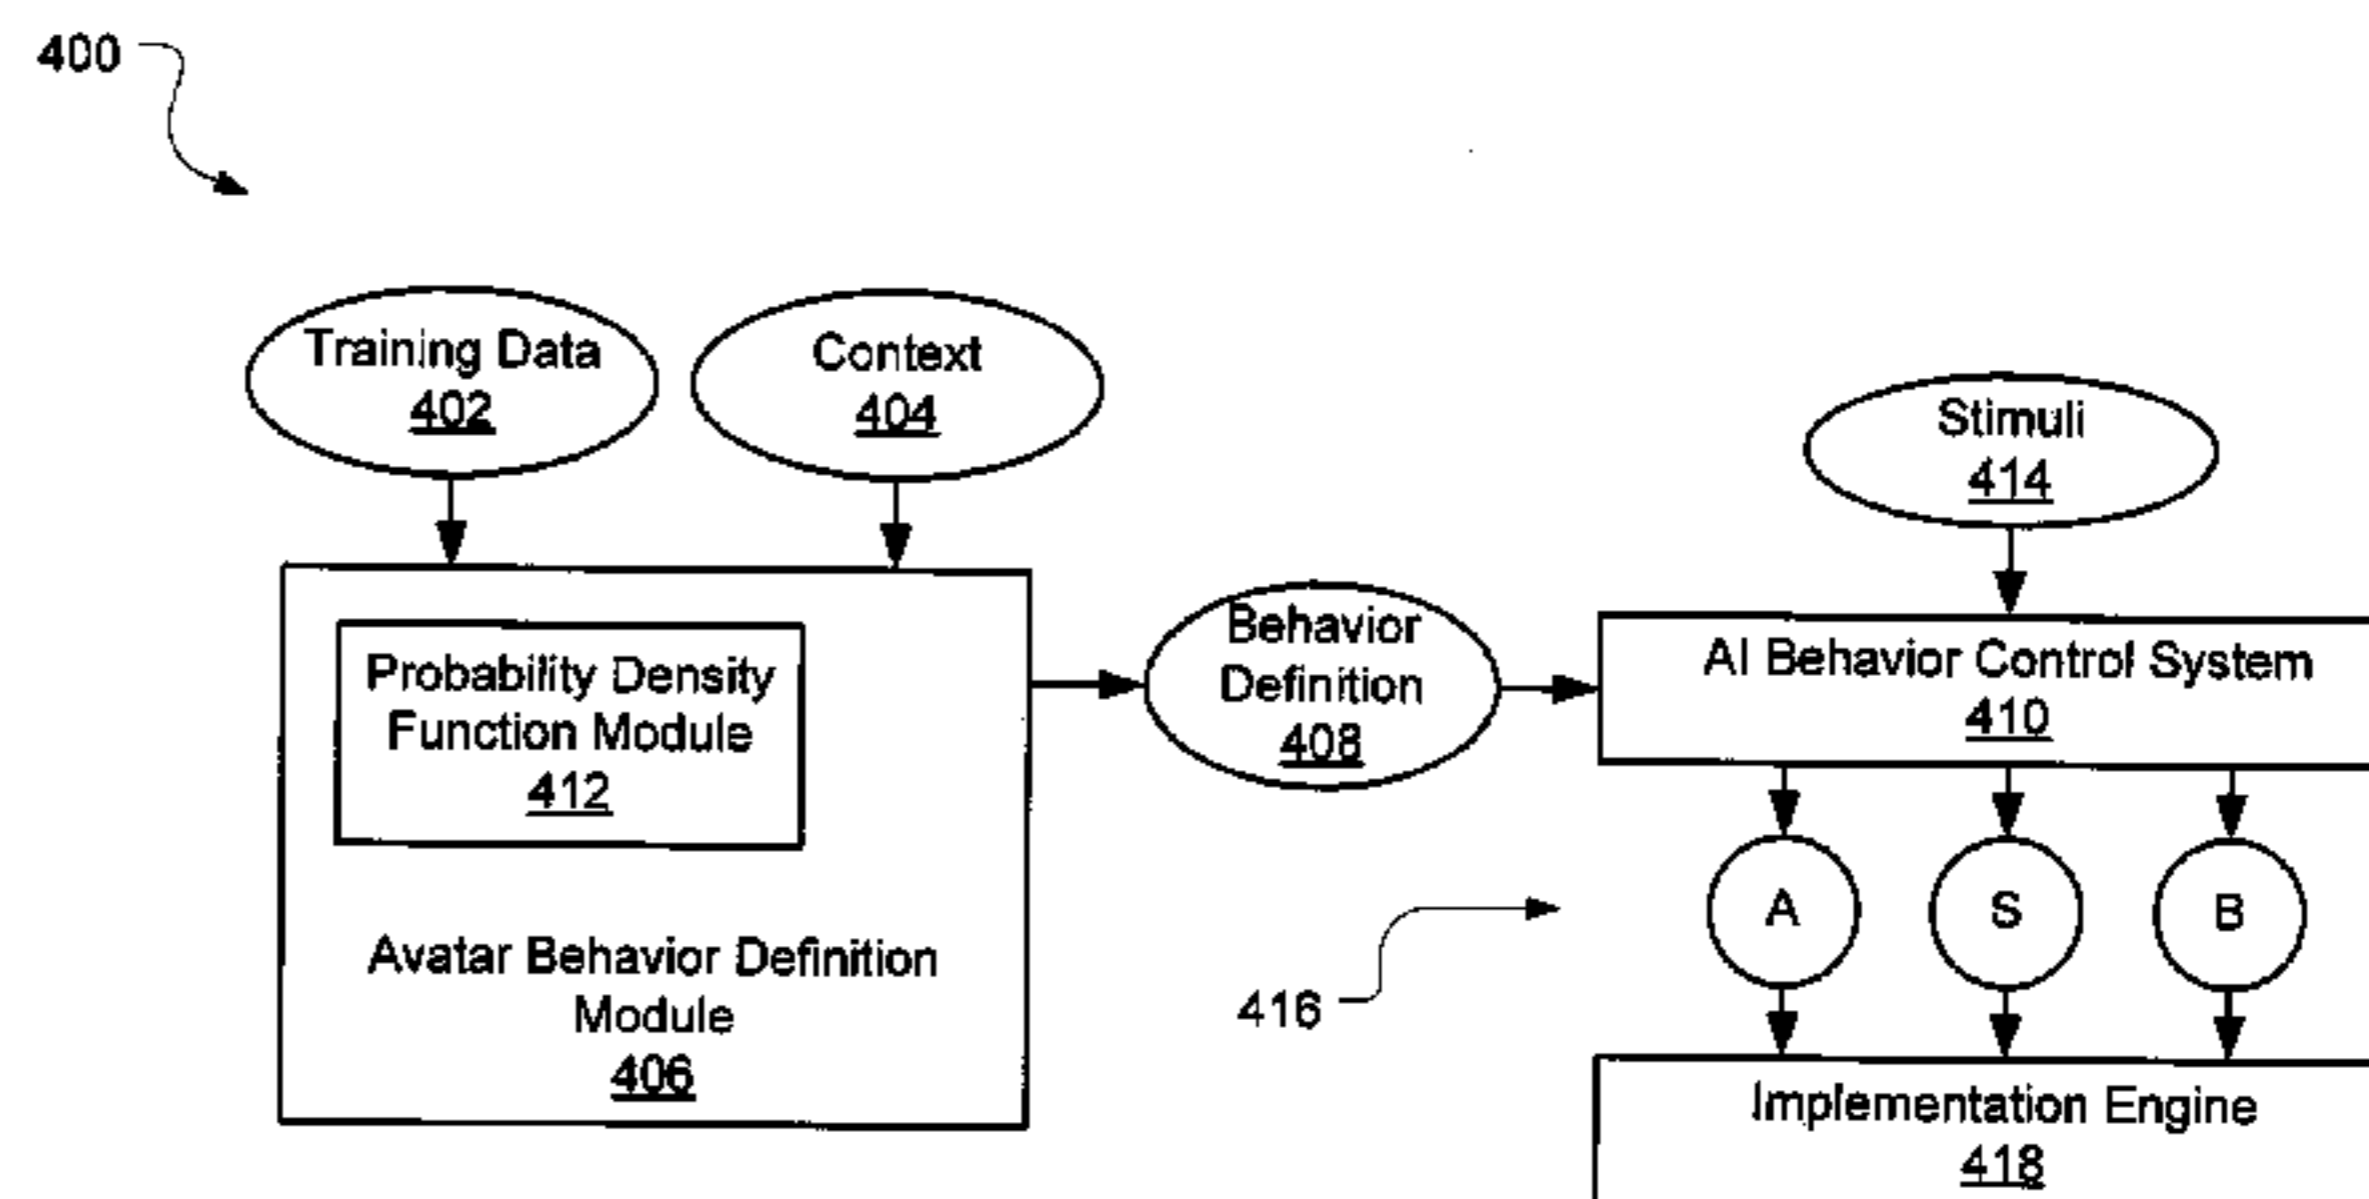 400
Training Data
402
Context
404
Stimuli
414
Probability Density
Function Module
412
Avatar Behavior Definition
Module
406
Behavior
Definition
408
AI Behavior Control System
410
416
A
S
B
Implementation Engine
418